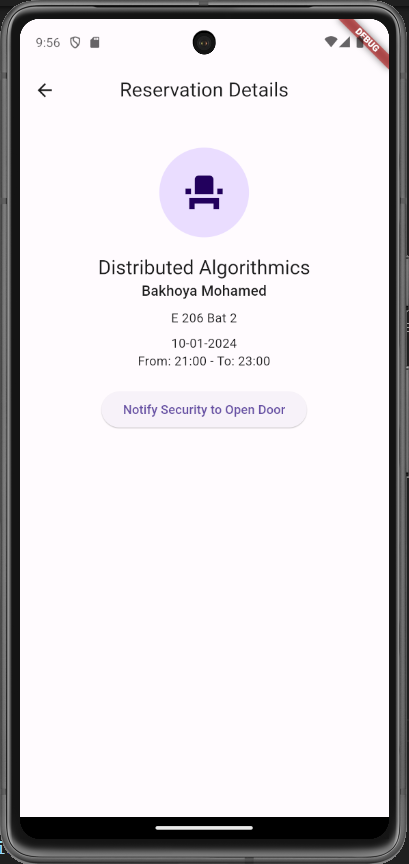 9:56
DEBUG
Reservation Details
Distributed Algorithmics
Bakhoya Mohamed
E 206 Bat 2
10-01-2024
From: 21:00 - To: 23:00
Notify Security to Open Door